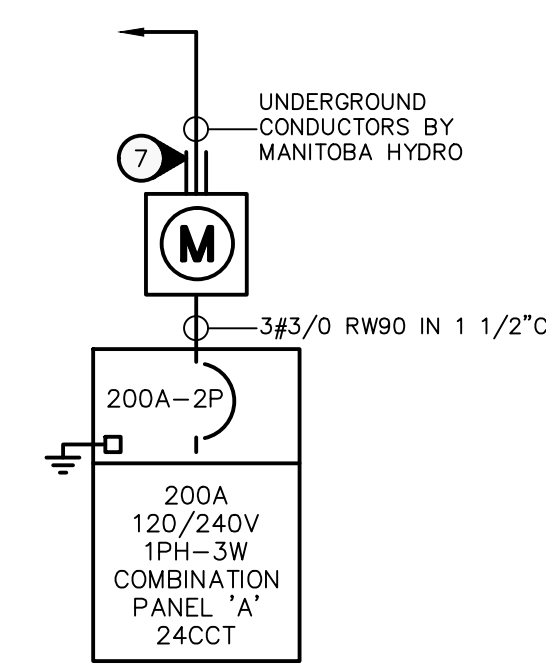 UNDERGROUND
CONDUCTORS BY
MANITOBA HYDRO
7
M
3#3/0 RW90 IN 1 1/2"C
200A-2P
200A
120/240V
1PH-3W
COMBINATION
PANEL 'A'
24CCT